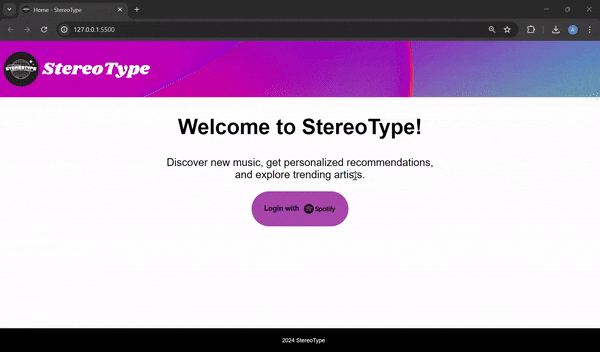 Home - StereoType
127.0.0.1:5500
STEREOTYPE
StereoType
Welcome to StereoType!
Discover new music, get personalized recommendations,
and explore trending artists.
Login with Spotify
2024 StereoType